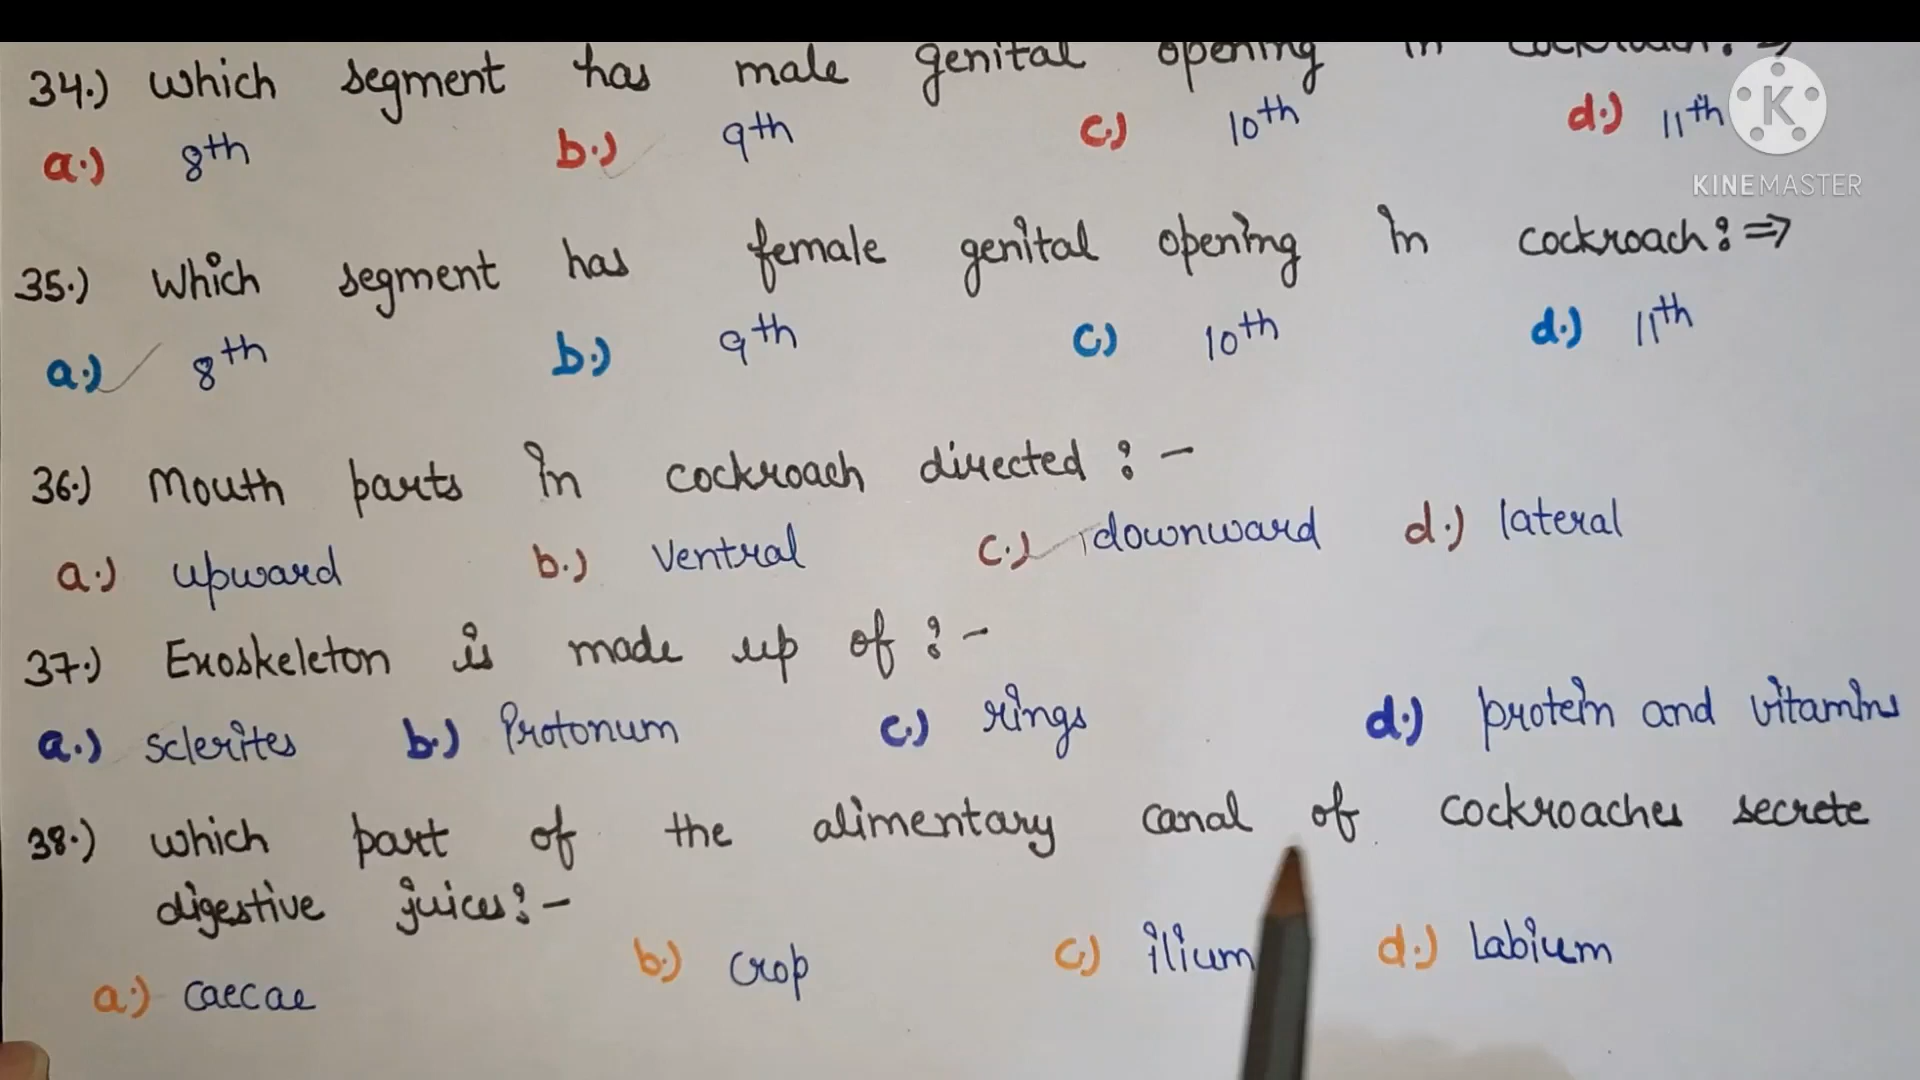 34.) which segment has male genital opening in cockroach:⇒
a.) 8th b.) 9th c.) 10th d.) 11th
KINEMASTER
35.) Which segment has female genital opening in cockroach:⇒
a.) 8th b.) 9th c.) 10th d.) 11th
36.) Mouth parts in cockroach directed :-
a.) upward b.) Ventral c.) downward d.) lateral
37.) Exoskeleton is made up of :-
a.) sclerites b.) Protonum c.) rings d.) protein and vitamins
38.) which part of the alimentary canal of cockroaches secrete
digestive juices:-
a.) caecae b.) crop c.) ilium d.) Labium